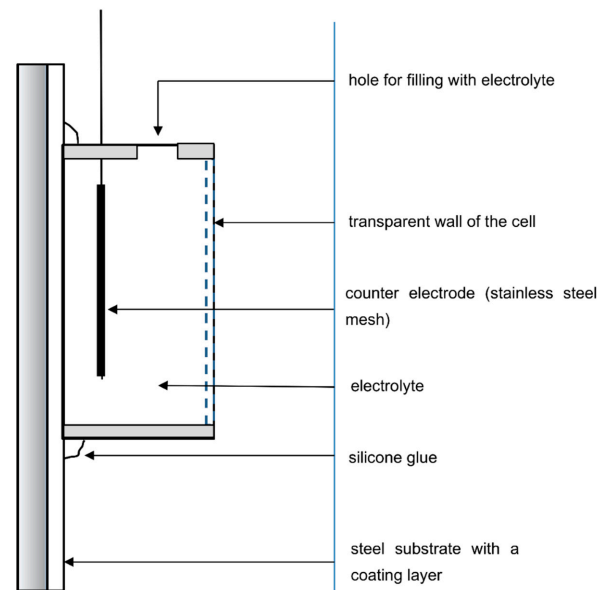 hole for filling with electrolyte
transparent wall of the cell
counter electrode (stainless steel
mesh)
electrolyte
silicone glue
steel substrate with a
coating layer